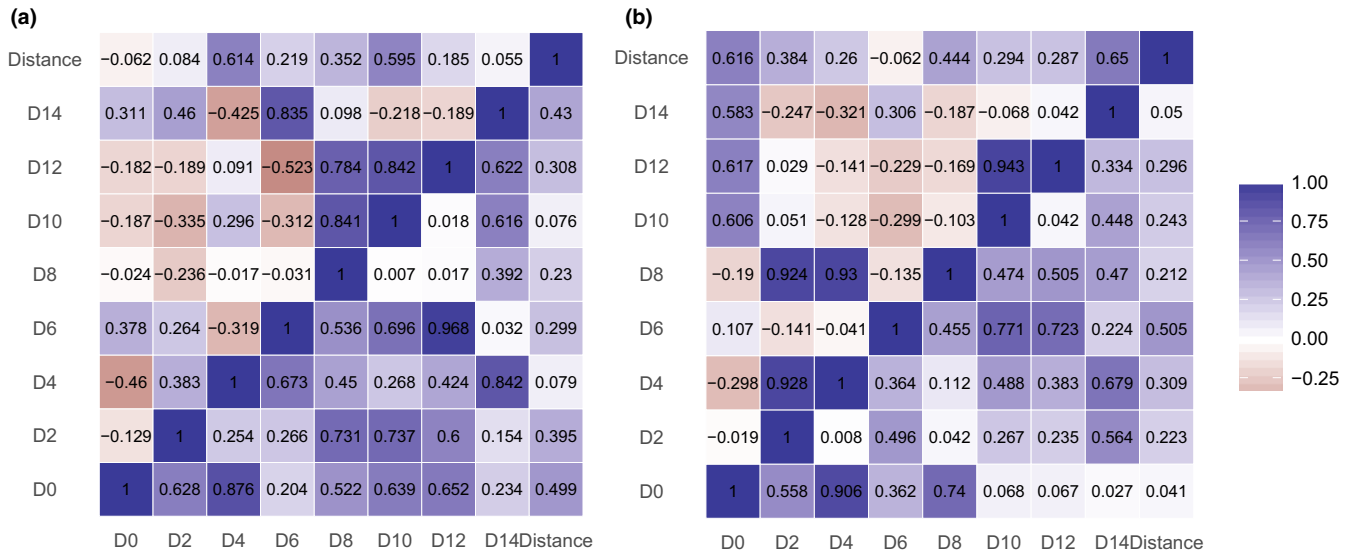 (a)
Distance −0.062 0.084 0.614 0.219 0.352 0.595 0.185 0.055 1
D14 0.311 0.46 −0.425 0.835 0.098 −0.218 −0.189 1 0.43
D12 −0.182 −0.189 0.091 −0.523 0.784 0.842 1 0.622 0.308
D10 −0.187 −0.335 0.296 −0.312 0.841 1 0.018 0.616 0.076
D8 −0.024 −0.236 −0.017 −0.031 1 0.007 0.017 0.392 0.23
D6 0.378 0.264 −0.319 1 0.536 0.696 0.968 0.032 0.299
D4 −0.46 0.383 1 0.673 0.45 0.268 0.424 0.842 0.079
D2 −0.129 1 0.254 0.266 0.731 0.737 0.6 0.154 0.395
D0 1 0.628 0.876 0.204 0.522 0.639 0.652 0.234 0.499
D0 D2 D4 D6 D8 D10 D12 D14 Distance
(b)
Distance 0.616 0.384 0.26 −0.062 0.444 0.294 0.287 0.65 1
D14 0.583 −0.247 −0.321 0.306 −0.187 −0.068 0.042 1 0.05
D12 0.617 0.029 −0.141 −0.229 −0.169 0.943 1 0.334 0.296
D10 0.606 0.051 −0.128 −0.299 −0.103 1 0.042 0.448 0.243
D8 −0.19 0.924 0.93 −0.135 1 0.474 0.505 0.47 0.212
D6 0.107 −0.141 −0.041 1 0.455 0.771 0.723 0.224 0.505
D4 −0.298 0.928 1 0.364 0.112 0.488 0.383 0.679 0.309
D2 −0.019 1 0.008 0.496 0.042 0.267 0.235 0.564 0.223
D0 1 0.558 0.906 0.362 0.74 0.068 0.067 0.027 0.041
D0 D2 D4 D6 D8 D10 D12 D14 Distance
1.00
0.75
0.50
0.25
0.00
−0.25